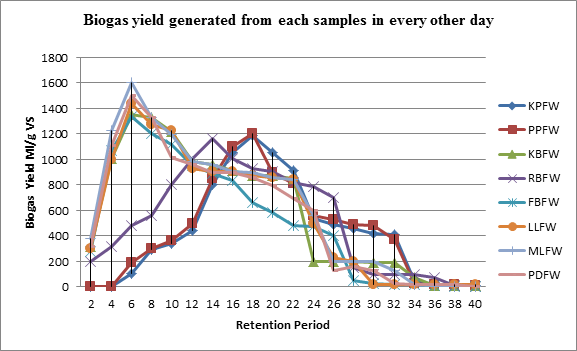 Biogas yield generated from each samples in every other day
Biogas Yield Ml/g VS
1800
1600
1400
1200
1000
800
600
400
200
0
2 4 6 8 10 12 14 16 18 20 22 24 26 28 30 32 34 36 38 40
Retention Period
KPFW
PPFW
KBFW
RBFW
FBFW
LLFW
MLFW
PDFW